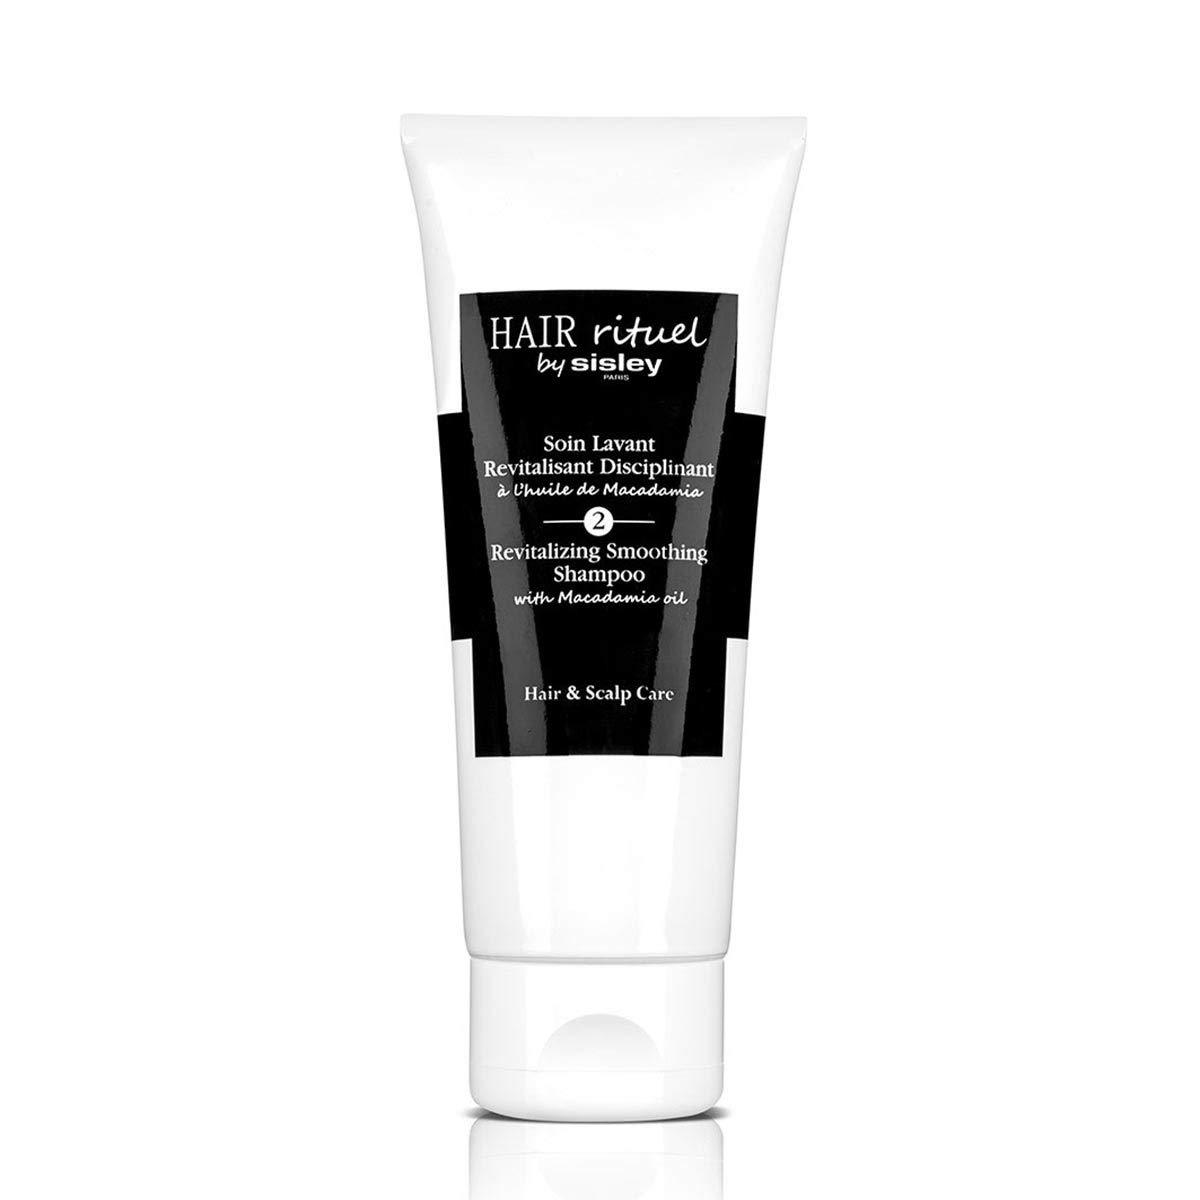 HAIR rituel
by sisley
PARIS
Soin Lavant
Revitalisant Disciplinant
à l'huile de Macadamia
2
Revitalizing Smoothing
Shampoo
with Macadamia oil
Hair & Scalp Care